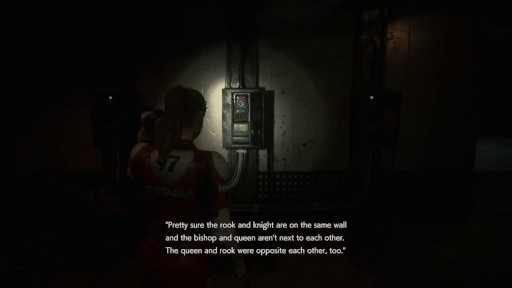 47
"Pretty sure the rook and knight are on the same wall
and the bishop and queen aren't next to each other.
The queen and rook were opposite each other, too."